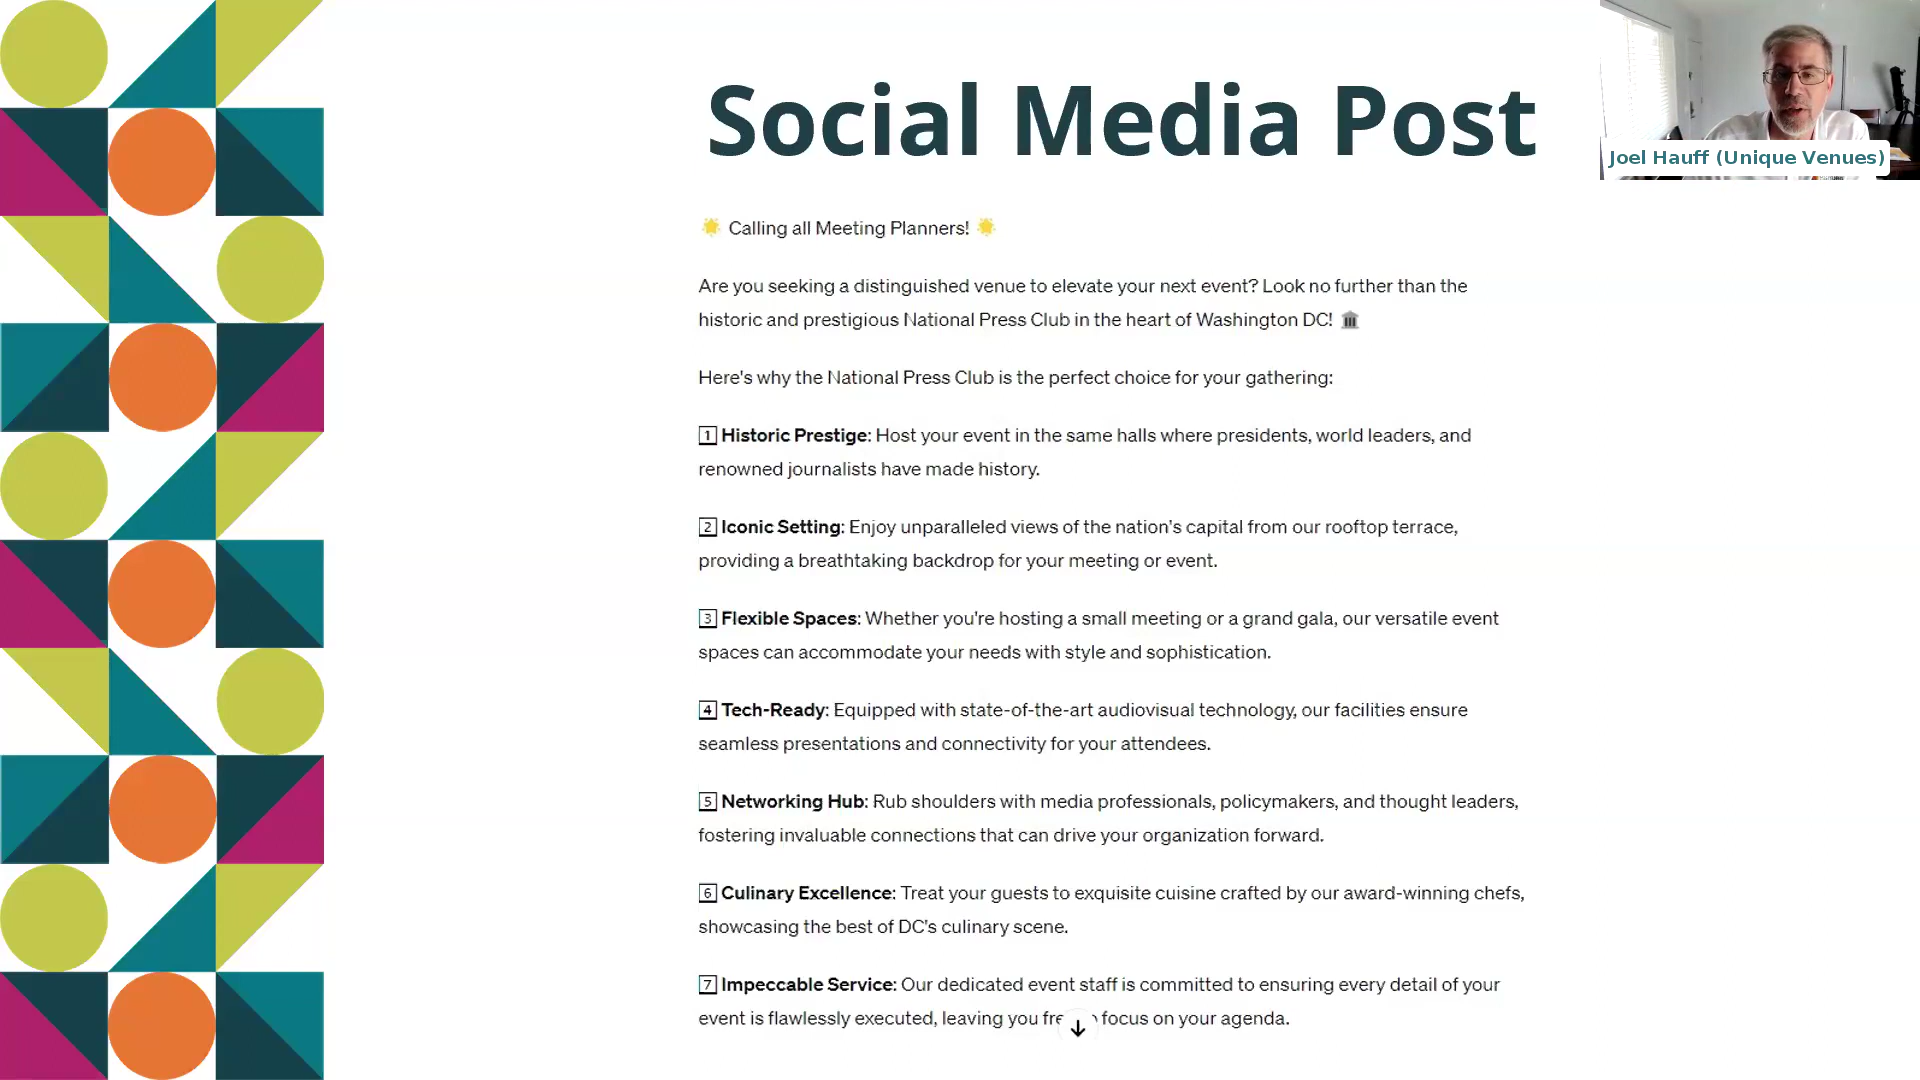 Social Media Post
Joel Hauff (Unique Venues)
🌟 Calling all Meeting Planners! 🌟
Are you seeking a distinguished venue to elevate your next event? Look no further than the
historic and prestigious National Press Club in the heart of Washington DC! 🏛️
Here's why the National Press Club is the perfect choice for your gathering:
1️⃣ Historic Prestige: Host your event in the same halls where presidents, world leaders, and
renowned journalists have made history.
2️⃣ Iconic Setting: Enjoy unparalleled views of the nation's capital from our rooftop terrace,
providing a breathtaking backdrop for your meeting or event.
3️⃣ Flexible Spaces: Whether you're hosting a small meeting or a grand gala, our versatile event
spaces can accommodate your needs with style and sophistication.
4️⃣ Tech-Ready: Equipped with state-of-the-art audiovisual technology, our facilities ensure
seamless presentations and connectivity for your attendees.
5️⃣ Networking Hub: Rub shoulders with media professionals, policymakers, and thought leaders,
fostering invaluable connections that can drive your organization forward.
6️⃣ Culinary Excellence: Treat your guests to exquisite cuisine crafted by our award-winning chefs,
showcasing the best of DC's culinary scene.
7️⃣ Impeccable Service: Our dedicated event staff is committed to ensuring every detail of your
event is flawlessly executed, leaving you focus on your agenda.